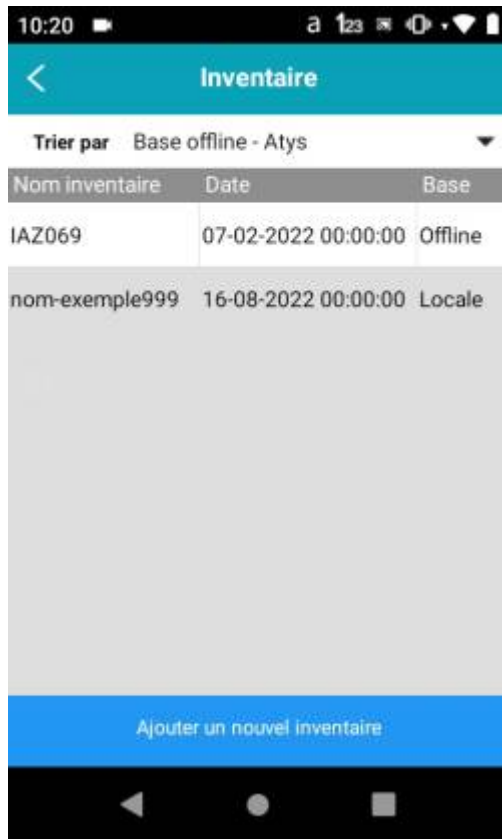 10:20 a 123
Inventaire
Trier par Base offline - Atys
Nom inventaire Date Base
IAZ069 07-02-2022 00:00:00 Offline
nom-exemple999 16-08-2022 00:00:00 Locale
Ajouter un nouvel inventaire